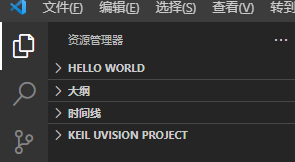 文件(F) 编辑(E) 选择(S) 查看(V) 转到
资源管理器
HELLO WORLD
大纲
时间线
KEIL UVISION PROJECT